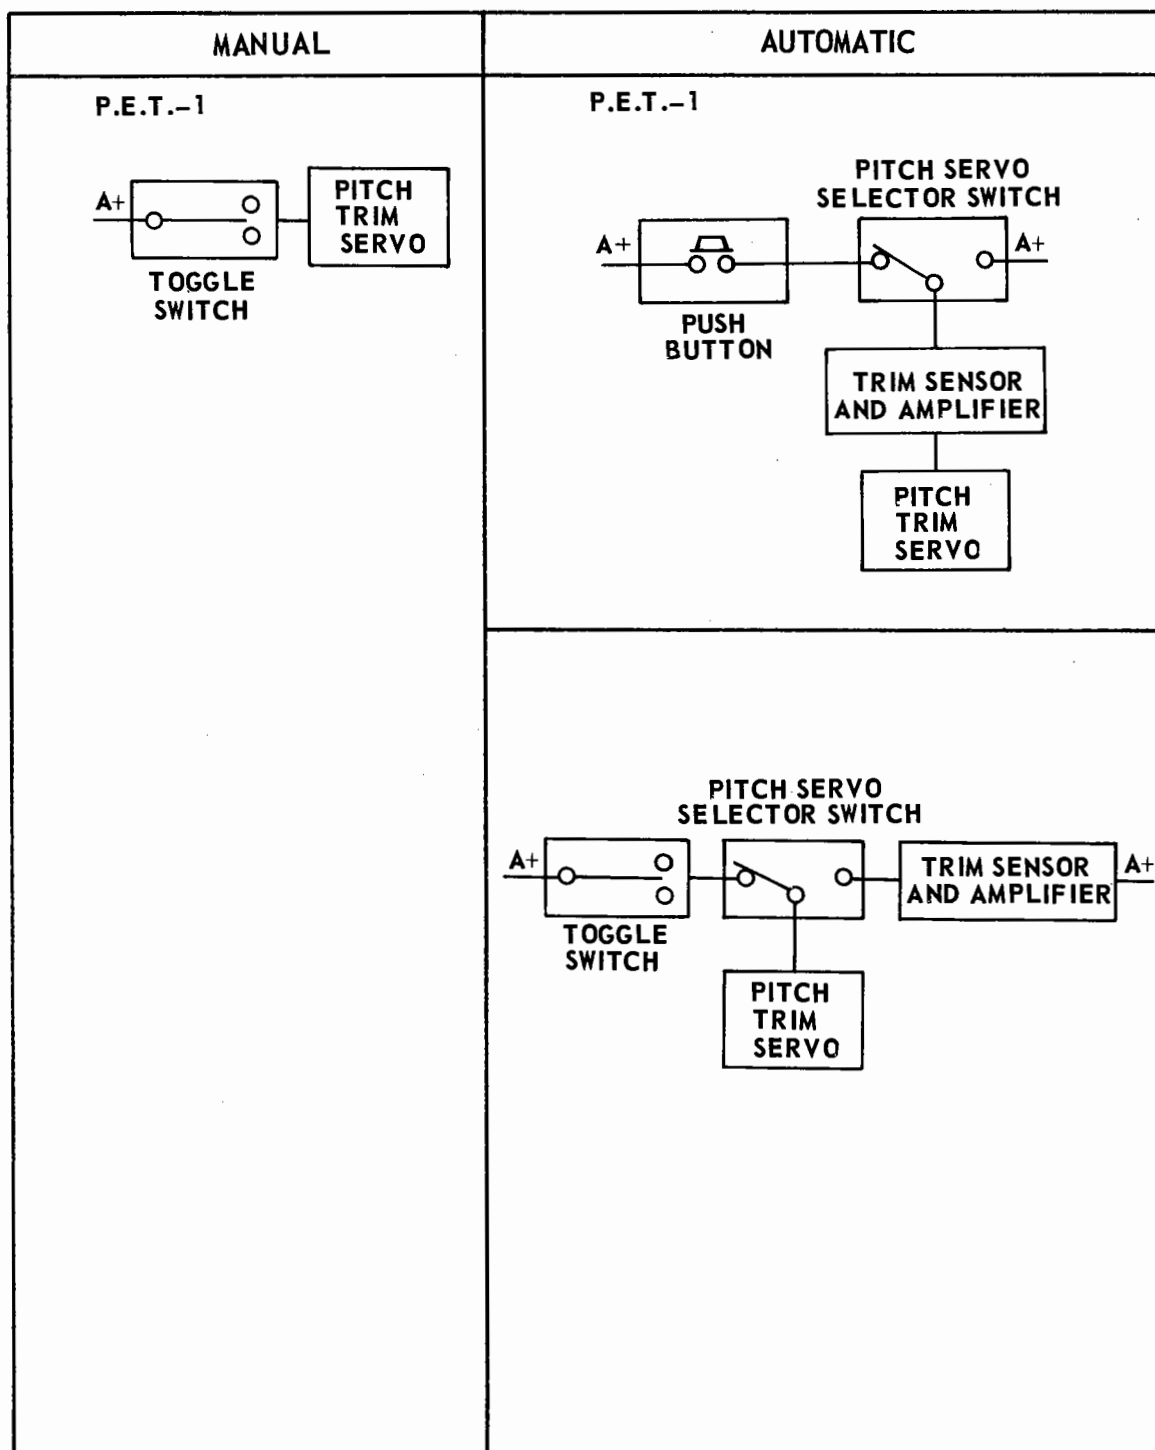 MANUAL
AUTOMATIC
P.E.T.-1
A+
PITCH
TRIM
SERVO
TOGGLE
SWITCH
P.E.T.-1
PITCH SERVO
SELECTOR SWITCH
A+
A+
PUSH
BUTTON
TRIM SENSOR
AND AMPLIFIER
PITCH
TRIM
SERVO
PITCH SERVO
SELECTOR SWITCH
A+
TRIM SENSOR
AND AMPLIFIER
A+
TOGGLE
SWITCH
PITCH
TRIM
SERVO